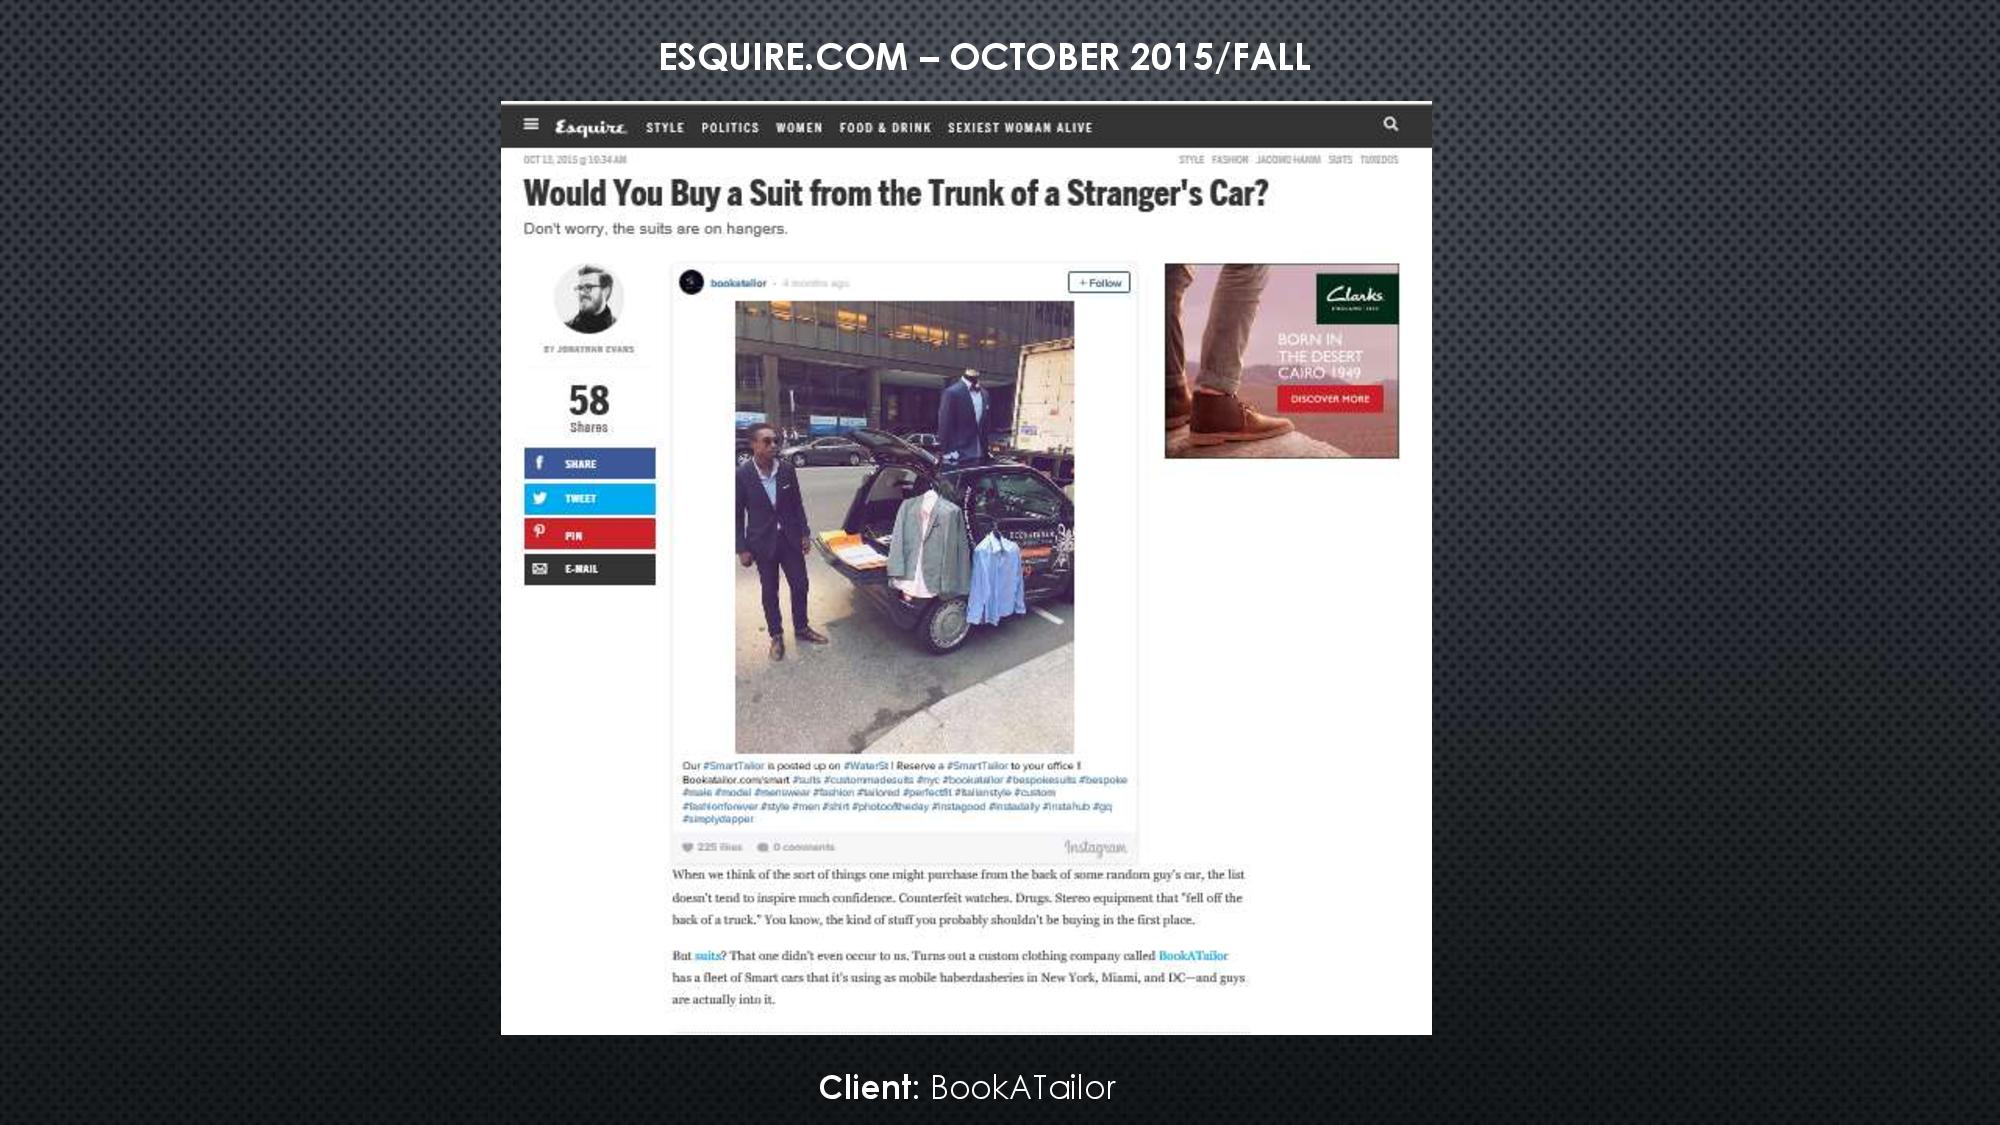 ESQUIRE.COM – OCTOBER 2015/FALL
Esquire STYLE POLITICS WOMEN FOOD & DRINK SEXIEST WOMAN ALIVE
OCT 13, 2015 @ 10:34 AM
STYLE FASHION SUITS TUXEDOS
Would You Buy a Suit from the Trunk of a Stranger's Car?
Don't worry, the suits are on hangers.
BY JONATHAN EVANS
58
Shares
SHARE
TWEET
PIN
E-MAIL
bookatailor - 4 months ago
+ Follow
Our #SmartTailor is posted up on #WaterSt ! Reserve a #SmartTailor to your office !!
Bookatailor.com/smart #suits #custommadesuits #nyc #bookatailor #bespokesuits #bespoke
#male #model #menswear #fashion #tailored #perfectfit #italianstyle #custom
#fashionforever #style #men #shirt #photooftheday #instagood #instadaily #instahub #gq
#simplydapper
225 likes 0 comments
Instagram
Clarks
BORN IN
THE DESERT
CAIRO 1949
DISCOVER MORE
When we think of the sort of things one might purchase from the back of some random guy's car, the list
doesn't tend to inspire much confidence. Counterfeit watches. Drugs. Stereo equipment that "fell off the
back of a truck." You know, the kind of stuff you probably shouldn't be buying in the first place.
But suits? That one didn't even occur to us. Turns out a custom clothing company called BookATailor
has a fleet of Smart cars that it's using as mobile haberdasheries in New York, Miami, and DC—and guys
are actually into it.
Client: BookATailor